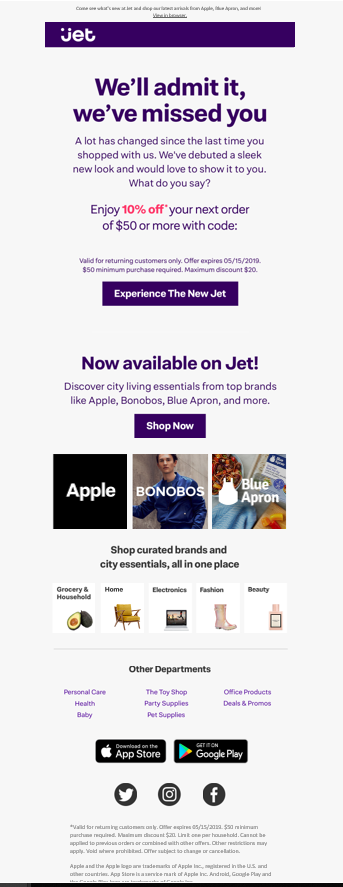 Come see what's new at Jet and shop our latest arrivals from Apple, Blue Apron, and more!
View in browser.
jet
We'll admit it,
we've missed you
A lot has changed since the last time you
shopped with us. We've debuted a sleek
new look and would love to show it to you.
What do you say?
Enjoy 10% off* your next order
of $50 or more with code:
Valid for returning customers only. Offer expires 05/15/2019.
$50 minimum purchase required. Maximum discount $20.
Experience The New Jet
Now available on Jet!
Discover city living essentials from top brands
like Apple, Bonobos, Blue Apron, and more.
Shop Now
Apple
BONOBOS
Blue
Apron
Shop curated brands and
city essentials, all in one place
Grocery &
Household
Home
Electronics
Fashion
Beauty
Other Departments
Personal Care
The Toy Shop
Office Products
Health
Party Supplies
Deals & Promos
Baby
Pet Supplies
Download on the
App Store
GET IT ON
Google Play
*Valid for returning customers only. Offer expires 05/15/2019. $50 minimum
purchase required. Maximum discount $20. Limit one per household. Cannot be
applied to previous orders or combined with other offers. Other restrictions may
apply. Void where prohibited. Offer subject to change or cancellation.
Apple and the Apple logo are trademarks of Apple Inc., registered in the U.S. and
other countries. App Store is a service mark of Apple Inc. Android, Google Play and